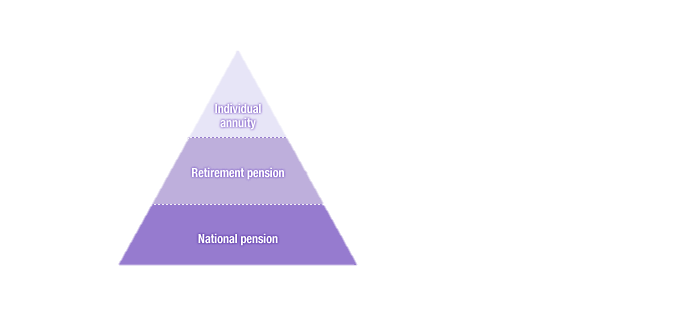 Individual
annuity
Retirement pension
National pension